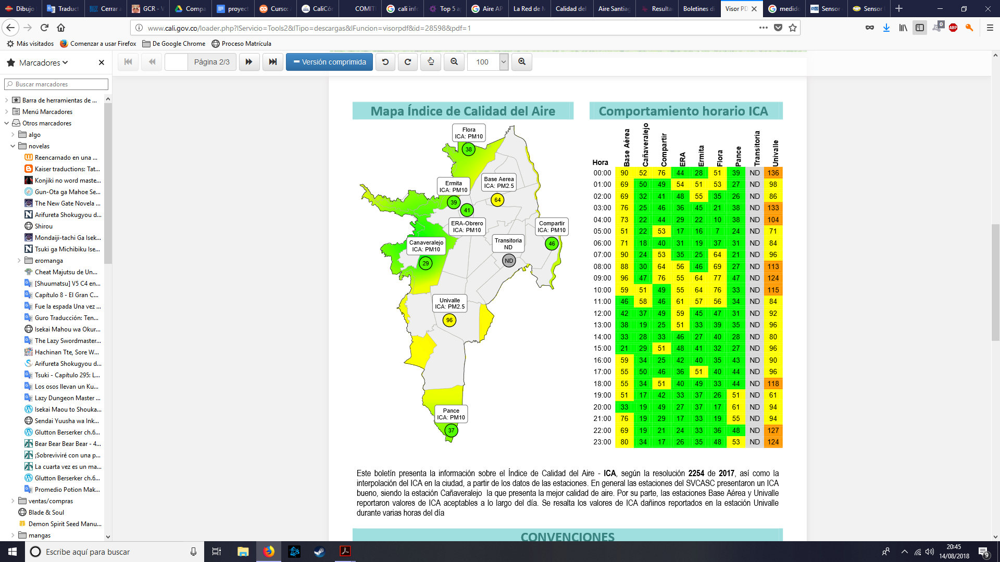 Dibujo
Traduct
Cerrar a
GCR - V
Compa
proyect
Curso: A
CaliCór
COMITÉ
cali info
Top 5 a
Aire AP
La Red de M
Calidad del
Aire Santiag
Resulta
Boletines di
Visor PD
medido
Sensor
Sensor
www.cali.gov.co/loader.php?lServicio=Tools2&lTipo=descargas&lFuncion=visorpdf&id=28598&pdf=1
0
ABP
Más visitados
Comenzar a usar Firefox
De Google Chrome
Proceso Matrícula
Marcadores
Buscar marcadores
Barra de herramientas de ...
Menú Marcadores
Otros marcadores
algo
novelas
Reencarnado en una ...
Kaiser traductions: Tat...
Konjiki no word maste...
Gun-Ota ga Mahoe Se...
The New Gate Novela ...
Arifureta Shokugyou d...
Shirou
Mondaiji-tachi Ga Isek...
Tsuki ga Michibiku Ise...
eromanga
Cheat Majutsu de Un...
[Shuumatsu] V5 C4 en...
Capítulo 8 - El Gran C...
Fue la espada Una vez ...
Guro Traducción: Ten...
Isekai Mahou wa Okur...
The Lazy Swordmaster...
Hachinan Tte, Sore W...
Arifureta Shokugyou d...
Tsuki - Capítulo 295: L...
Los osos llevan un Ku...
Lazy Dungeon Master ...
Isekai Maou to Shouka...
Sendai Yuusha wa Ink...
Glutton Berserker ch.6...
Bear Bear Bear Bear - 4...
¡Sobreviviré con una p...
La cuarta vez es un ma...
Glutton Berserker ch.6...
Promedio Potion Mak...
ventas/compras
Blade & Soul
Demon Spirit Seed Manu...
mangas
Página 2/3
Versión comprimida
100
Mapa Índice de Calidad del Aire
Flora
ICA: PM10
38
Base Aerea
ICA: PM2.5
64
Ermita
ICA: PM10
39
41
ERA-Obrero
ICA: PM10
Compartir
ICA: PM10
46
Canaveralejo
ICA: PM10
29
Transitoria
ND
ND
Univalle
ICA: PM2.5
96
Pance
ICA: PM10
37
Comportamiento horario ICA
Hora Base Aérea Cañaveralejo Compartir ERA Ermita Flora Pance Transitoria Univalle
00:00 90 52 76 44 28 51 39 ND 136
01:00 69 50 49 54 51 53 27 ND 98
02:00 69 32 41 48 55 35 26 ND 86
03:00 76 25 46 36 45 21 38 ND 133
04:00 73 22 44 29 22 10 38 ND 104
05:00 51 22 53 17 16 7 24 ND 71
06:00 71 18 40 31 19 37 31 ND 84
07:00 90 24 53 35 25 64 21 ND 96
08:00 88 30 64 56 46 69 27 ND 113
09:00 96 47 76 55 64 77 47 ND 124
10:00 59 51 49 55 64 76 33 ND 115
11:00 46 58 46 61 57 56 34 ND 84
12:00 42 37 49 59 45 47 31 ND 92
13:00 38 19 25 51 33 39 35 ND 96
14:00 33 28 33 46 27 40 28 ND 80
15:00 21 29 51 48 41 32 27 ND 96
16:00 59 34 25 42 40 35 43 ND 90
17:00 55 50 46 36 51 40 44 ND 96
18:00 55 34 51 40 49 33 44 ND 118
19:00 51 17 42 33 37 26 51 ND 61
20:00 33 19 49 27 37 17 61 ND 94
21:00 76 19 29 17 33 19 55 ND 94
22:00 69 19 21 24 33 36 48 ND 127
23:00 80 34 17 26 35 48 53 ND 124
Este boletín presenta la información sobre el Índice de Calidad del Aire - ICA, según la resolución 2254 de 2017, así como la
interpolación del ICA en la ciudad, a partir de los datos de las estaciones. En general las estaciones del SVCASC presentaron un ICA
bueno, siendo la estación Cañaveralejo la que presenta la mejor calidad de aire. Por su parte, las estaciones Base Aérea y Univalle
reportaron valores de ICA aceptables a lo largo del día. Se resalta los valores de ICA dañinos reportados en la estación Univalle
durante varias horas del día
CONVENCIONES
Escribe aquí para buscar
20:45
14/08/2018
9